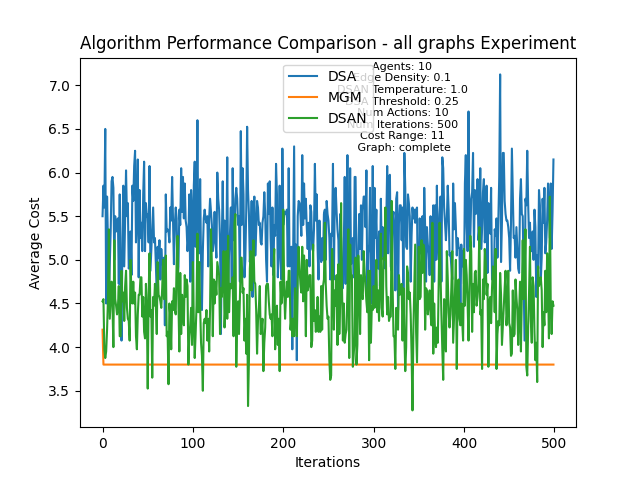 Algorithm Performance Comparison - all graphs Experiment
DSA
MGM
DSAN
Agents: 10
Edge Density: 0.1
DSAN Temperature: 1.0
DSA Threshold: 0.25
Num Actions: 10
Num Iterations: 500
Cost Range: 11
Graph: complete
Average Cost
7.0
6.5
6.0
5.5
5.0
4.5
4.0
3.5
0 100 200 300 400 500
Iterations